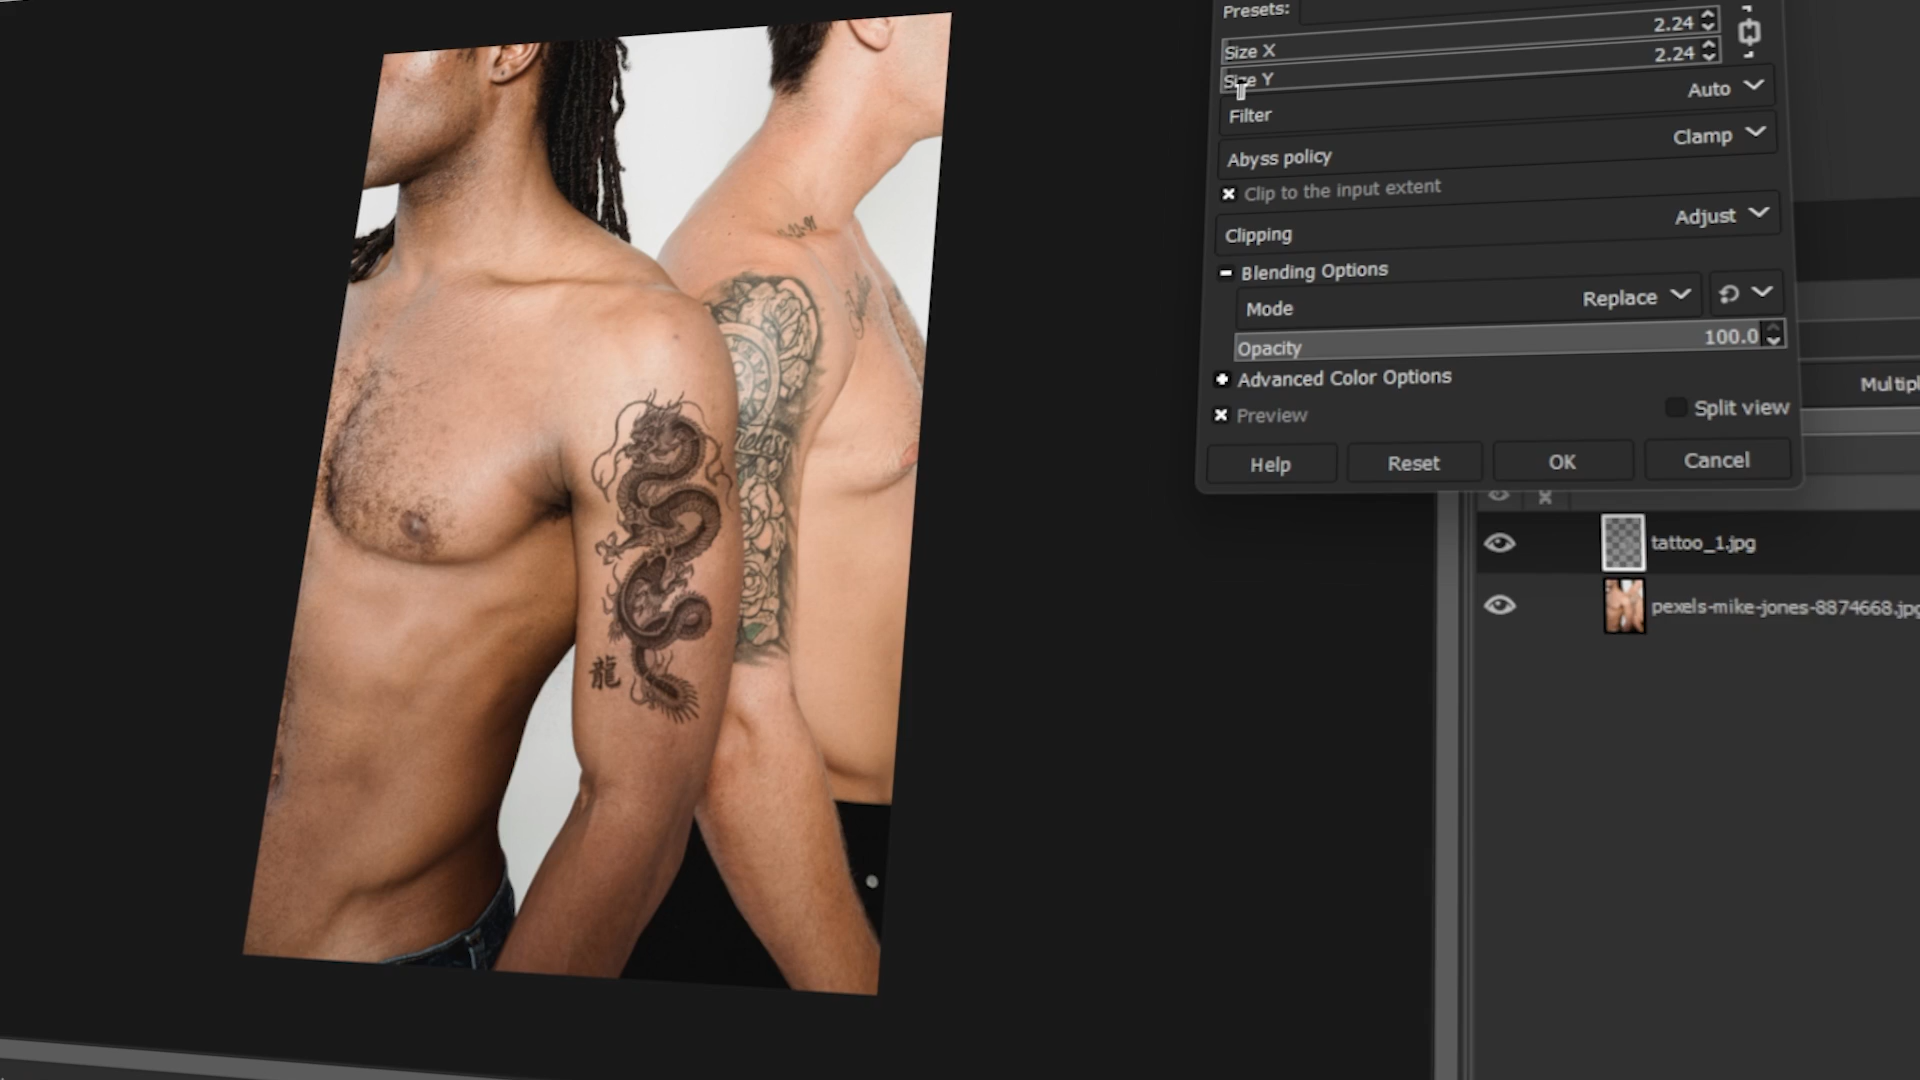 Presets:
Size X 2.24
Size Y 2.24
Filter Auto
Abyss policy Clamp
Clip to the input extent
Clipping Adjust
Blending Options
Mode Replace
Opacity 100.0
Advanced Color Options
Preview Split view
Help Reset OK Cancel
tattoo_1.jpg
pexels-mike-jones-8874668.jpg
龍